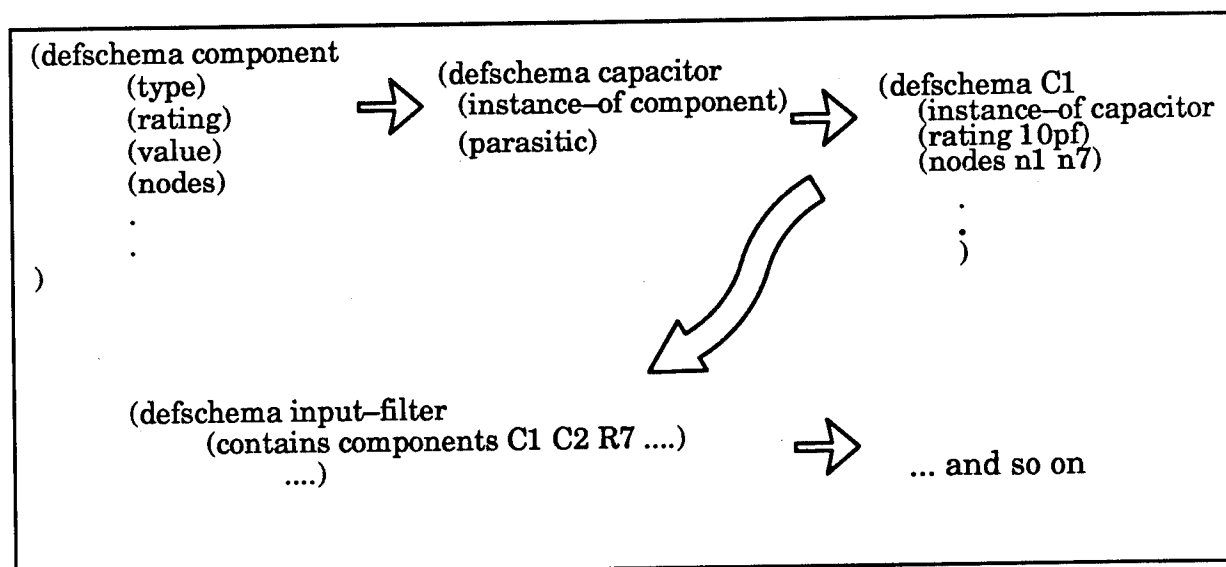 (defschema component
(type)
(rating)
(value)
(nodes)
.
.
)
(defschema capacitor
(instance–of component)
(parasitic)
(defschema C1
(instance–of capacitor
(rating 10pf)
(nodes n1 n7)
.
.
)
(defschema input–filter
(contains components C1 C2 R7 ....)
....)
... and so on